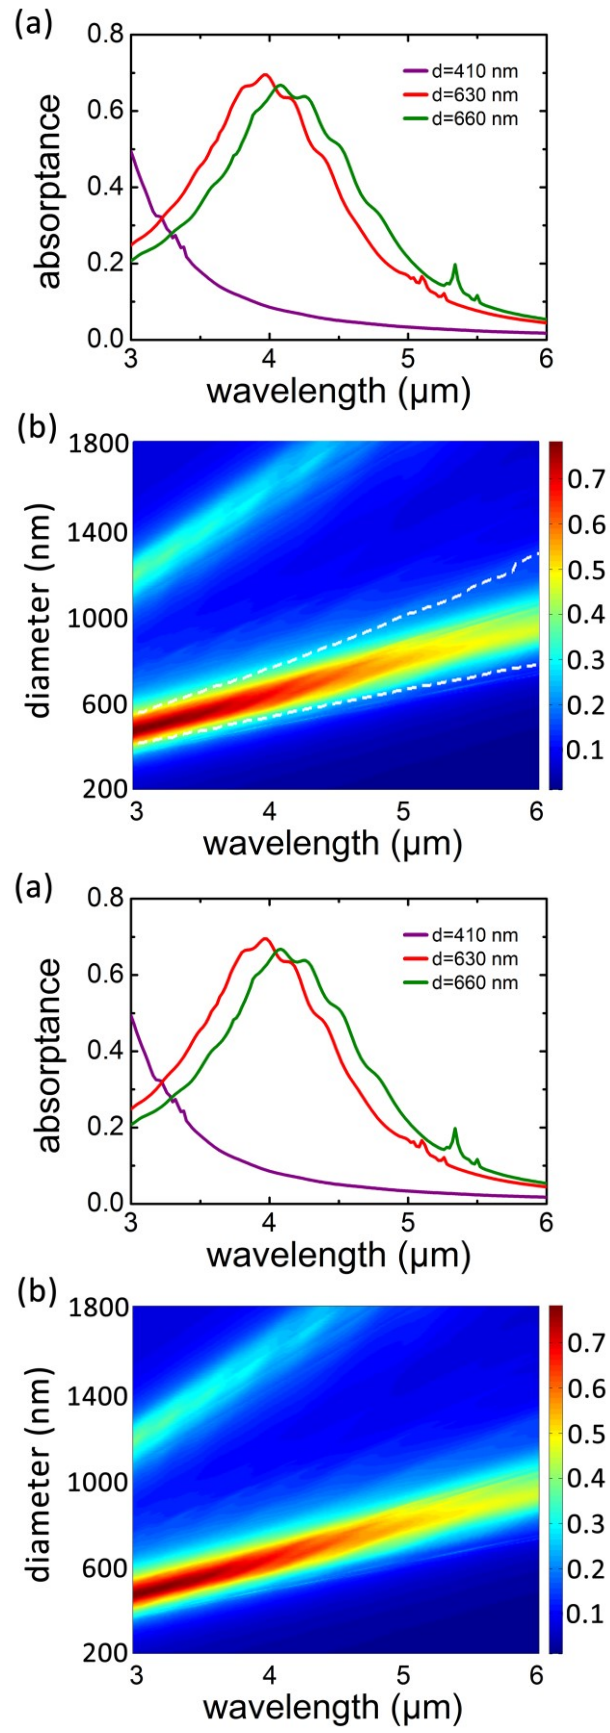 (a)
0.8
0.6
0.4
0.2
0.0
absorptance
d=410 nm
d=630 nm
d=660 nm
3 4 5 6
wavelength (μm)
(b)
1800
1400
1000
600
200
diameter (nm)
0.7
0.6
0.5
0.4
0.3
0.2
0.1
3 4 5 6
wavelength (μm)
(a)
0.8
0.6
0.4
0.2
0.0
absorptance
d=410 nm
d=630 nm
d=660 nm
3 4 5 6
wavelength (μm)
(b)
1800
1400
1000
600
200
diameter (nm)
0.7
0.6
0.5
0.4
0.3
0.2
0.1
3 4 5 6
wavelength (μm)